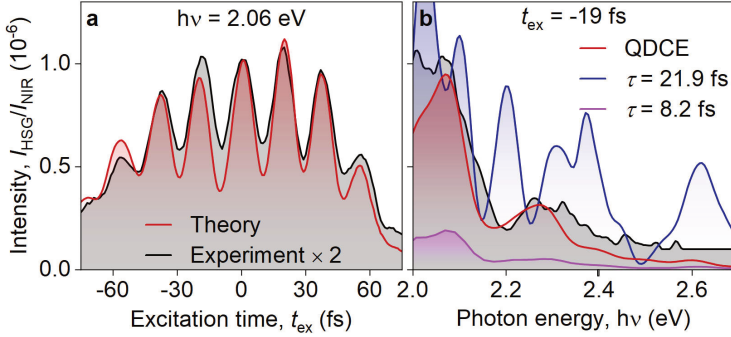 a
hν = 2.06 eV
b
t_ex = -19 fs
QDCE
τ = 21.9 fs
τ = 8.2 fs
Theory
Experiment × 2
Intensity, I_HSG/I_NIR (10^-6)
1.0
0.5
0.0
-60 -30 0 30 60
2.0 2.2 2.4 2.6
Excitation time, t_ex (fs)
Photon energy, hν (eV)